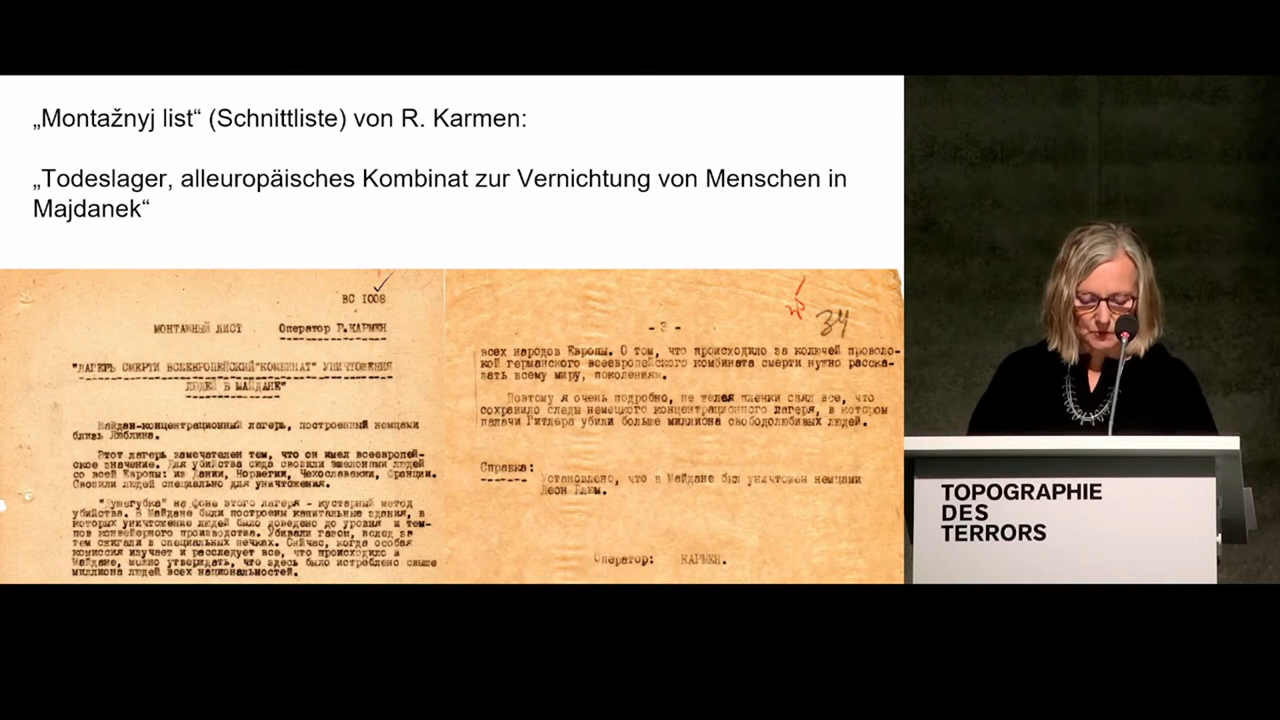 „Montažnyj list“ (Schnittliste) von R. Karmen:
„Todeslager, alleuropäisches Kombinat zur Vernichtung von Menschen in
Majdanek“
ВС 1008
МОНТАЖНЫЙ ЛИСТ Оператор Р.КАРМЕН
"ЛАГЕРЬ СМЕРТИ ВСЕЕВРОПЕЙСКИЙ"КОМБИНАТ" УНИЧТОЖЕНИЯ
ЛЮДЕЙ В МАЙДАНЕ"
Майдан-концентрационный лагерь, построенный немцами
близь Люблина.
Этот лагерь замечателен тем, что он имел всеевропей-
ское значение. Для убийства сюда свозили эшелонами людей
со всей Европы: из Дании, Норвегии, Чехославакии, Франции.
Свозили людей специально для уничтожения.
"Душегубка" не фоне этого лагеря - кустарный метод
убийства. В Майдане были построены капитальные здания, в
которых уничтожение людей было доведено до уровня и тем-
пов конвейерного производства. Убивали газом, вслед за
тем сжигали в специальных печках. Сейчас, когда особая
комиссия изучает и расследует все, что происходило в
Майдане, можно утверждать, что здесь было истреблено свыше
миллиона людей всех национальностей.
- 3 -
34
всех народов Европы. О том, что происходило за колючей проволо-
кой германского всеевропейского комбината смерти нужно расска-
зать всему миру, поколениям.
Поэтому я очень подробно, не жалея пленки снял все, что
сохранило следы немецкого концентрационного лагеря, в котором
палачи Гитлера убили больше миллиона свободолюбивых людей.
Справка:
Установлено, что в Майдане был уничтожен немцами
Леон Блюм.
Оператор: КАРМЕН.
TOPOGRAPHIE
DES
TERRORS